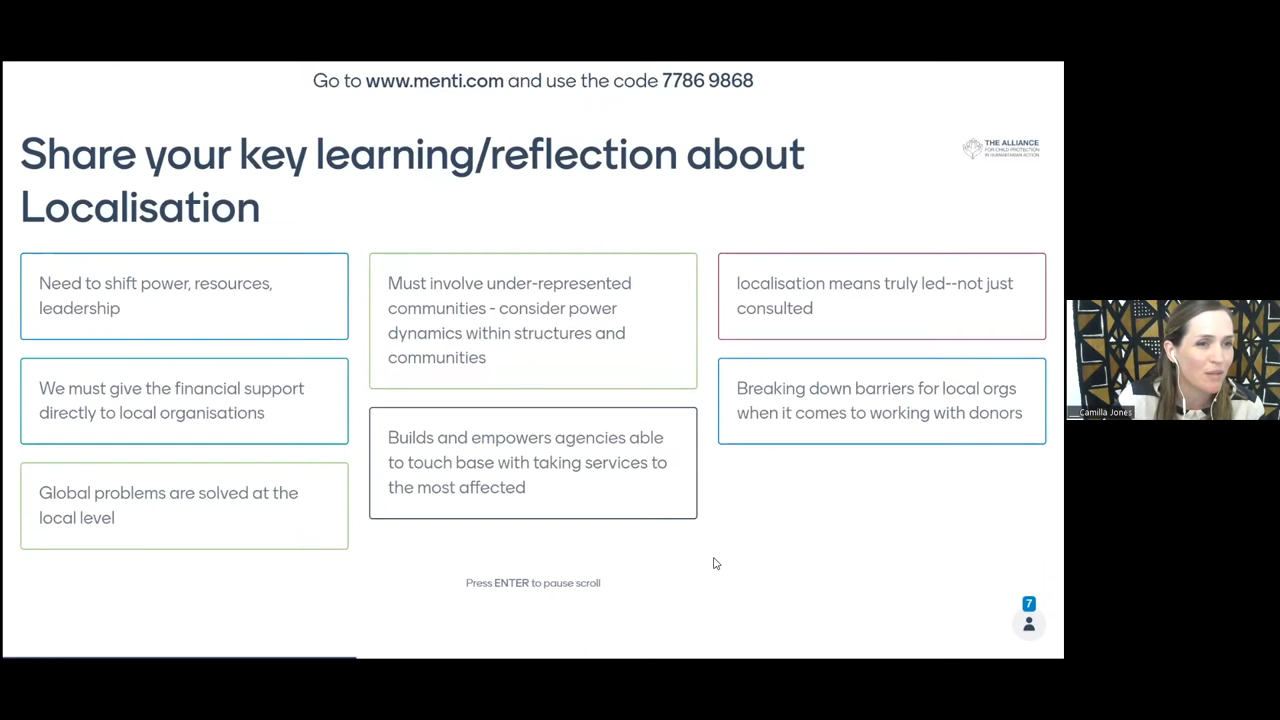 Go to www.menti.com and use the code 7786 9868
Share your key learning/reflection about
Localisation
THE ALLIANCE
FOR CHILD PROTECTION
IN HUMANITARIAN ACTION
Need to shift power, resources,
leadership
We must give the financial support
directly to local organisations
Global problems are solved at the
local level
Must involve under-represented
communities - consider power
dynamics within structures and
communities
Builds and empowers agencies able
to touch base with taking services to
the most affected
localisation means truly led--not just
consulted
Breaking down barriers for local orgs
when it comes to working with donors
Press ENTER to pause scroll
7
Camilla Jones